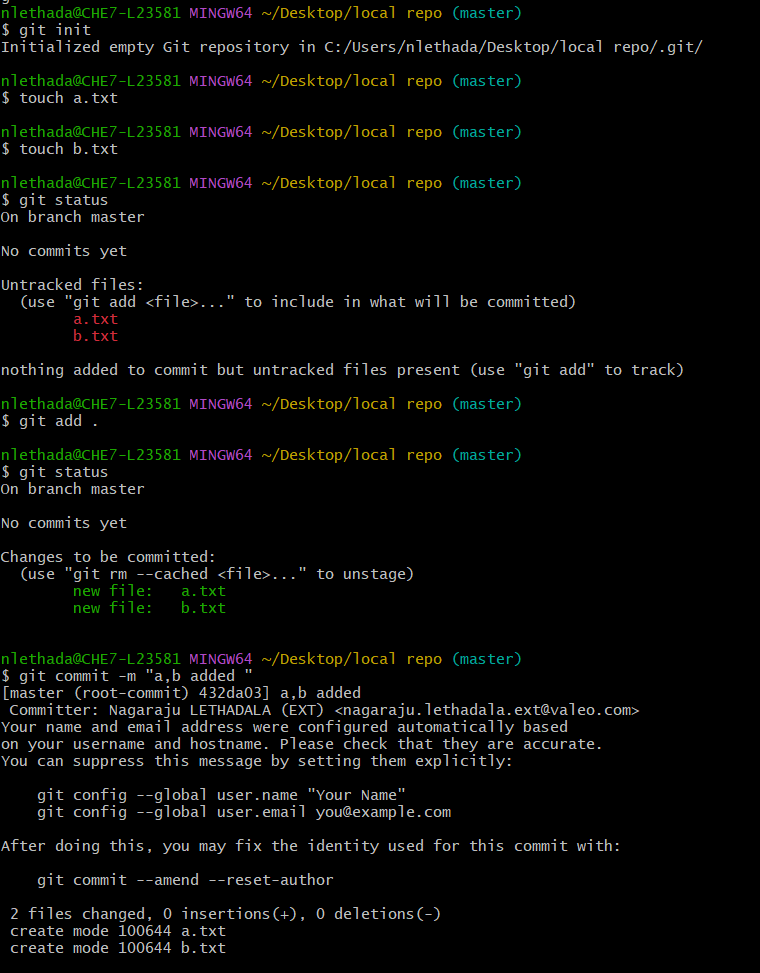 nlethada@CHE7-L23581 MINGW64 ~/Desktop/local repo (master)
$ git init
Initialized empty Git repository in C:/Users/nlethada/Desktop/local repo/.git/

nlethada@CHE7-L23581 MINGW64 ~/Desktop/local repo (master)
$ touch a.txt

nlethada@CHE7-L23581 MINGW64 ~/Desktop/local repo (master)
$ touch b.txt

nlethada@CHE7-L23581 MINGW64 ~/Desktop/local repo (master)
$ git status
On branch master

No commits yet

Untracked files:
  (use "git add <file>..." to include in what will be committed)
        a.txt
        b.txt

nothing added to commit but untracked files present (use "git add" to track)

nlethada@CHE7-L23581 MINGW64 ~/Desktop/local repo (master)
$ git add .

nlethada@CHE7-L23581 MINGW64 ~/Desktop/local repo (master)
$ git status
On branch master

No commits yet

Changes to be committed:
  (use "git rm --cached <file>..." to unstage)
        new file:   a.txt
        new file:   b.txt


nlethada@CHE7-L23581 MINGW64 ~/Desktop/local repo (master)
$ git commit -m "a,b added "
[master (root-commit) 432da03] a,b added
 Committer: Nagaraju LETHADALA (EXT) <nagaraju.lethadala.ext@valeo.com>
Your name and email address were configured automatically based
on your username and hostname. Please check that they are accurate.
You can suppress this message by setting them explicitly:

    git config --global user.name "Your Name"
    git config --global user.email you@example.com

After doing this, you may fix the identity used for this commit with:

    git commit --amend --reset-author

 2 files changed, 0 insertions(+), 0 deletions(-)
 create mode 100644 a.txt
 create mode 100644 b.txt